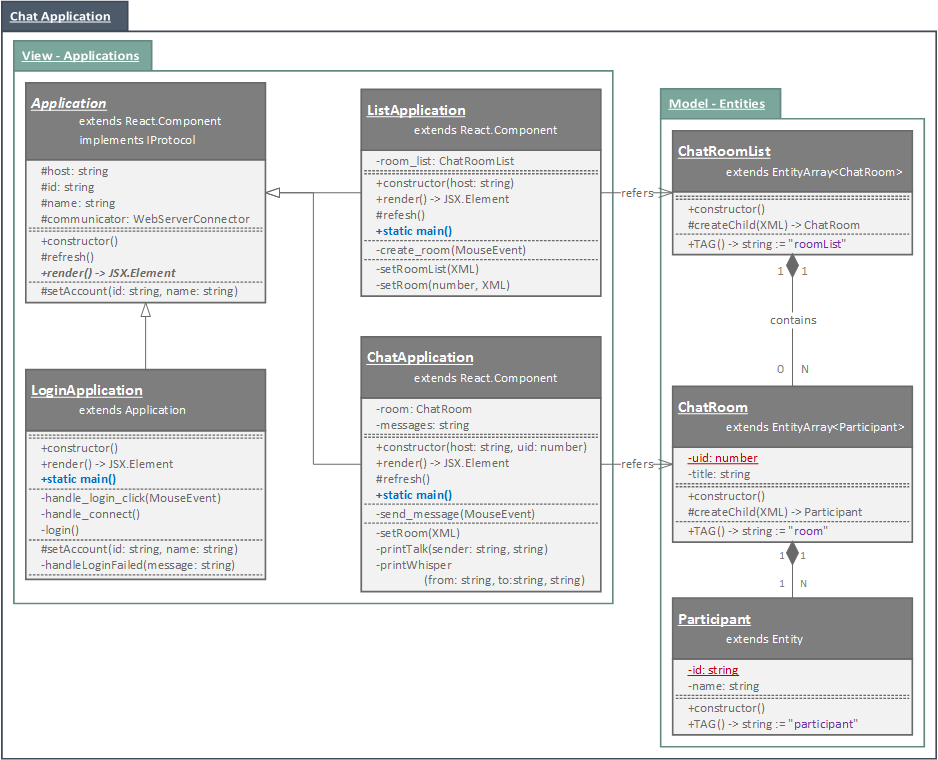 Chat Application
View - Applications
Application
extends React.Component
implements IProtocol
#host: string
#id: string
#name: string
#communicator: WebServerConnector
+constructor()
#refresh()
+render() -> JSX.Element
#setAccount(id: string, name: string)
LoginApplication
extends Application
+constructor()
+render() -> JSX.Element
+static main()
-handle_login_click(MouseEvent)
-handle_connect()
-login()
#setAccount(id: string, name: string)
-handleLoginFailed(message: string)
ListApplication
extends React.Component
-room_list: ChatRoomList
+constructor(host: string)
+render() -> JSX.Element
#refesh()
+static main()
-create_room(MouseEvent)
-setRoomList(XML)
-setRoom(number, XML)
ChatApplication
extends React.Component
-room: ChatRoom
-messages: string
+constructor(host: string, uid: number)
+render() -> JSX.Element
#refresh()
+static main()
-send_message(MouseEvent)
-setRoom(XML)
-printTalk(sender: string, string)
-printWhisper
(from: string, to:string, string)
refers
refers
Model - Entities
ChatRoomList
extends EntityArray<ChatRoom>
+constructor()
#createChild(XML) -> ChatRoom
+TAG() -> string := "roomList"
1 1
contains
0 N
ChatRoom
extends EntityArray<Participant>
-uid: number
-title: string
+constructor()
#createChild(XML) -> Participant
+TAG() -> string := "room"
1 1
1 N
Participant
extends Entity
-id: string
-name: string
+constructor()
+TAG() -> string := "participant"